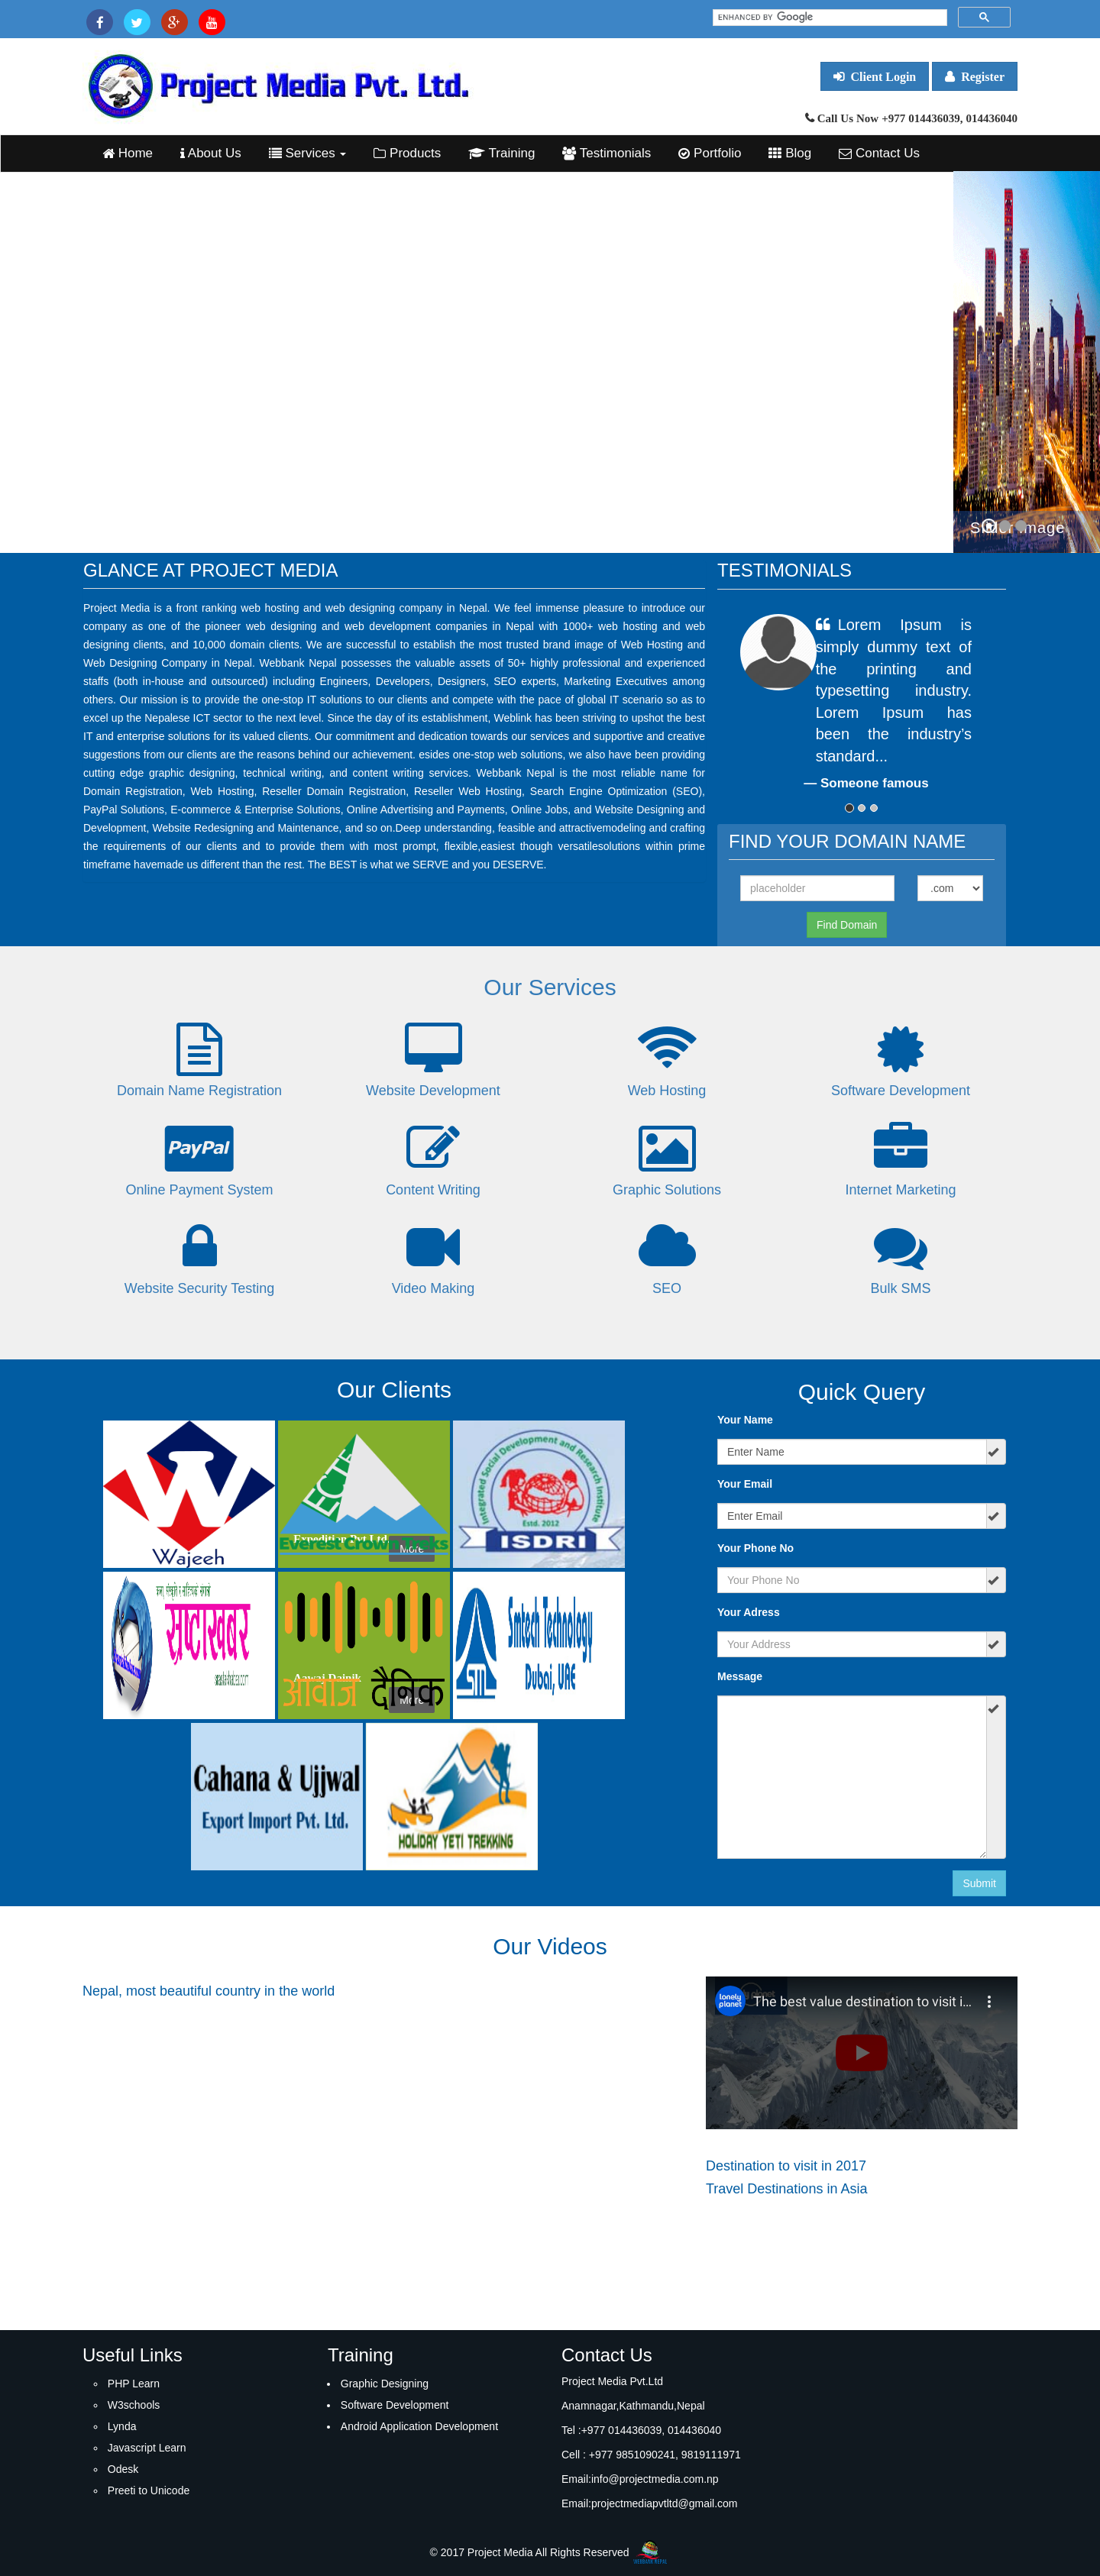 ENHANCED BY Google
Project Media Pvt. Ltd.
Client Login
Register
Call Us Now +977 014436039, 014436040
Home
About Us
Services
Products
Training
Testimonials
Portfolio
Blog
Contact Us
GLANCE AT PROJECT MEDIA
Project Media is a front ranking web hosting and web designing company in Nepal. We feel immense pleasure to introduce our
company as one of the pioneer web designing and web development companies in Nepal with 1000+ web hosting and web
designing clients, and 10,000 domain clients. We are successful to establish the most trusted brand image of Web Hosting and
Web Designing Company in Nepal. Webbank Nepal possesses the valuable assets of 50+ highly professional and experienced
staffs (both in-house and outsourced) including Engineers, Developers, Designers, SEO experts, Marketing Executives among
others. Our mission is to provide the one-stop IT solutions to our clients and compete with the pace of global IT scenario so as to
excel up the Nepalese ICT sector to the next level. Since the day of its establishment, Weblink has been striving to upshot the best
IT and enterprise solutions for its valued clients. Our commitment and dedication towards our services and supportive and creative
suggestions from our clients are the reasons behind our achievement. esides one-stop web solutions, we also have been providing
cutting edge graphic designing, technical writing, and content writing services. Webbank Nepal is the most reliable name for
Domain Registration, Web Hosting, Reseller Domain Registration, Reseller Web Hosting, Search Engine Optimization (SEO),
PayPal Solutions, E-commerce & Enterprise Solutions, Online Advertising and Payments, Online Jobs, and Website Designing and
Development, Website Redesigning and Maintenance, and so on.Deep understanding, feasible and attractivemodeling and crafting
the requirements of our clients and to provide them with most prompt, flexible,easiest though versatilesolutions within prime
timeframe havemade us different than the rest. The BEST is what we SERVE and you DESERVE.
TESTIMONIALS
Lorem Ipsum is
simply dummy text of
the printing and
typesetting industry.
Lorem Ipsum has
been the industry's
standard...
— Someone famous
FIND YOUR DOMAIN NAME
placeholder
.com
Find Domain
Our Services
Domain Name Registration
Website Development
Web Hosting
Software Development
PayPal
Online Payment System
Content Writing
Graphic Solutions
Internet Marketing
Website Security Testing
Video Making
SEO
Bulk SMS
Our Clients
Wajeeh
ECTE
Everest Crown Treks
More
Integrated Social Development and Research Institute
Estd. 2012
ISDRI
स्रष्टाखबर
Aawaj Dainik
आवाज दैनिक
More
Smtech Technology
Dubai, UAE
Cahana & Ujjwal
Export Import Pvt. Ltd.
HOLIDAY YETI TREKKING
Quick Query
Your Name
Enter Name
Your Email
Enter Email
Your Phone No
Your Phone No
Your Adress
Your Address
Message
Submit
Our Videos
Nepal, most beautiful country in the world
lonely planet
The best value destination to visit i...
Destination to visit in 2017
Travel Destinations in Asia
Useful Links
PHP Learn
W3schools
Lynda
Javascript Learn
Odesk
Preeti to Unicode
Training
Graphic Designing
Software Development
Android Application Development
Contact Us
Project Media Pvt.Ltd
Anamnagar,Kathmandu,Nepal
Tel :+977 014436039, 014436040
Cell : +977 9851090241, 9819111971
Email:info@projectmedia.com.np
Email:projectmediapvtltd@gmail.com
© 2017 Project Media All Rights Reserved